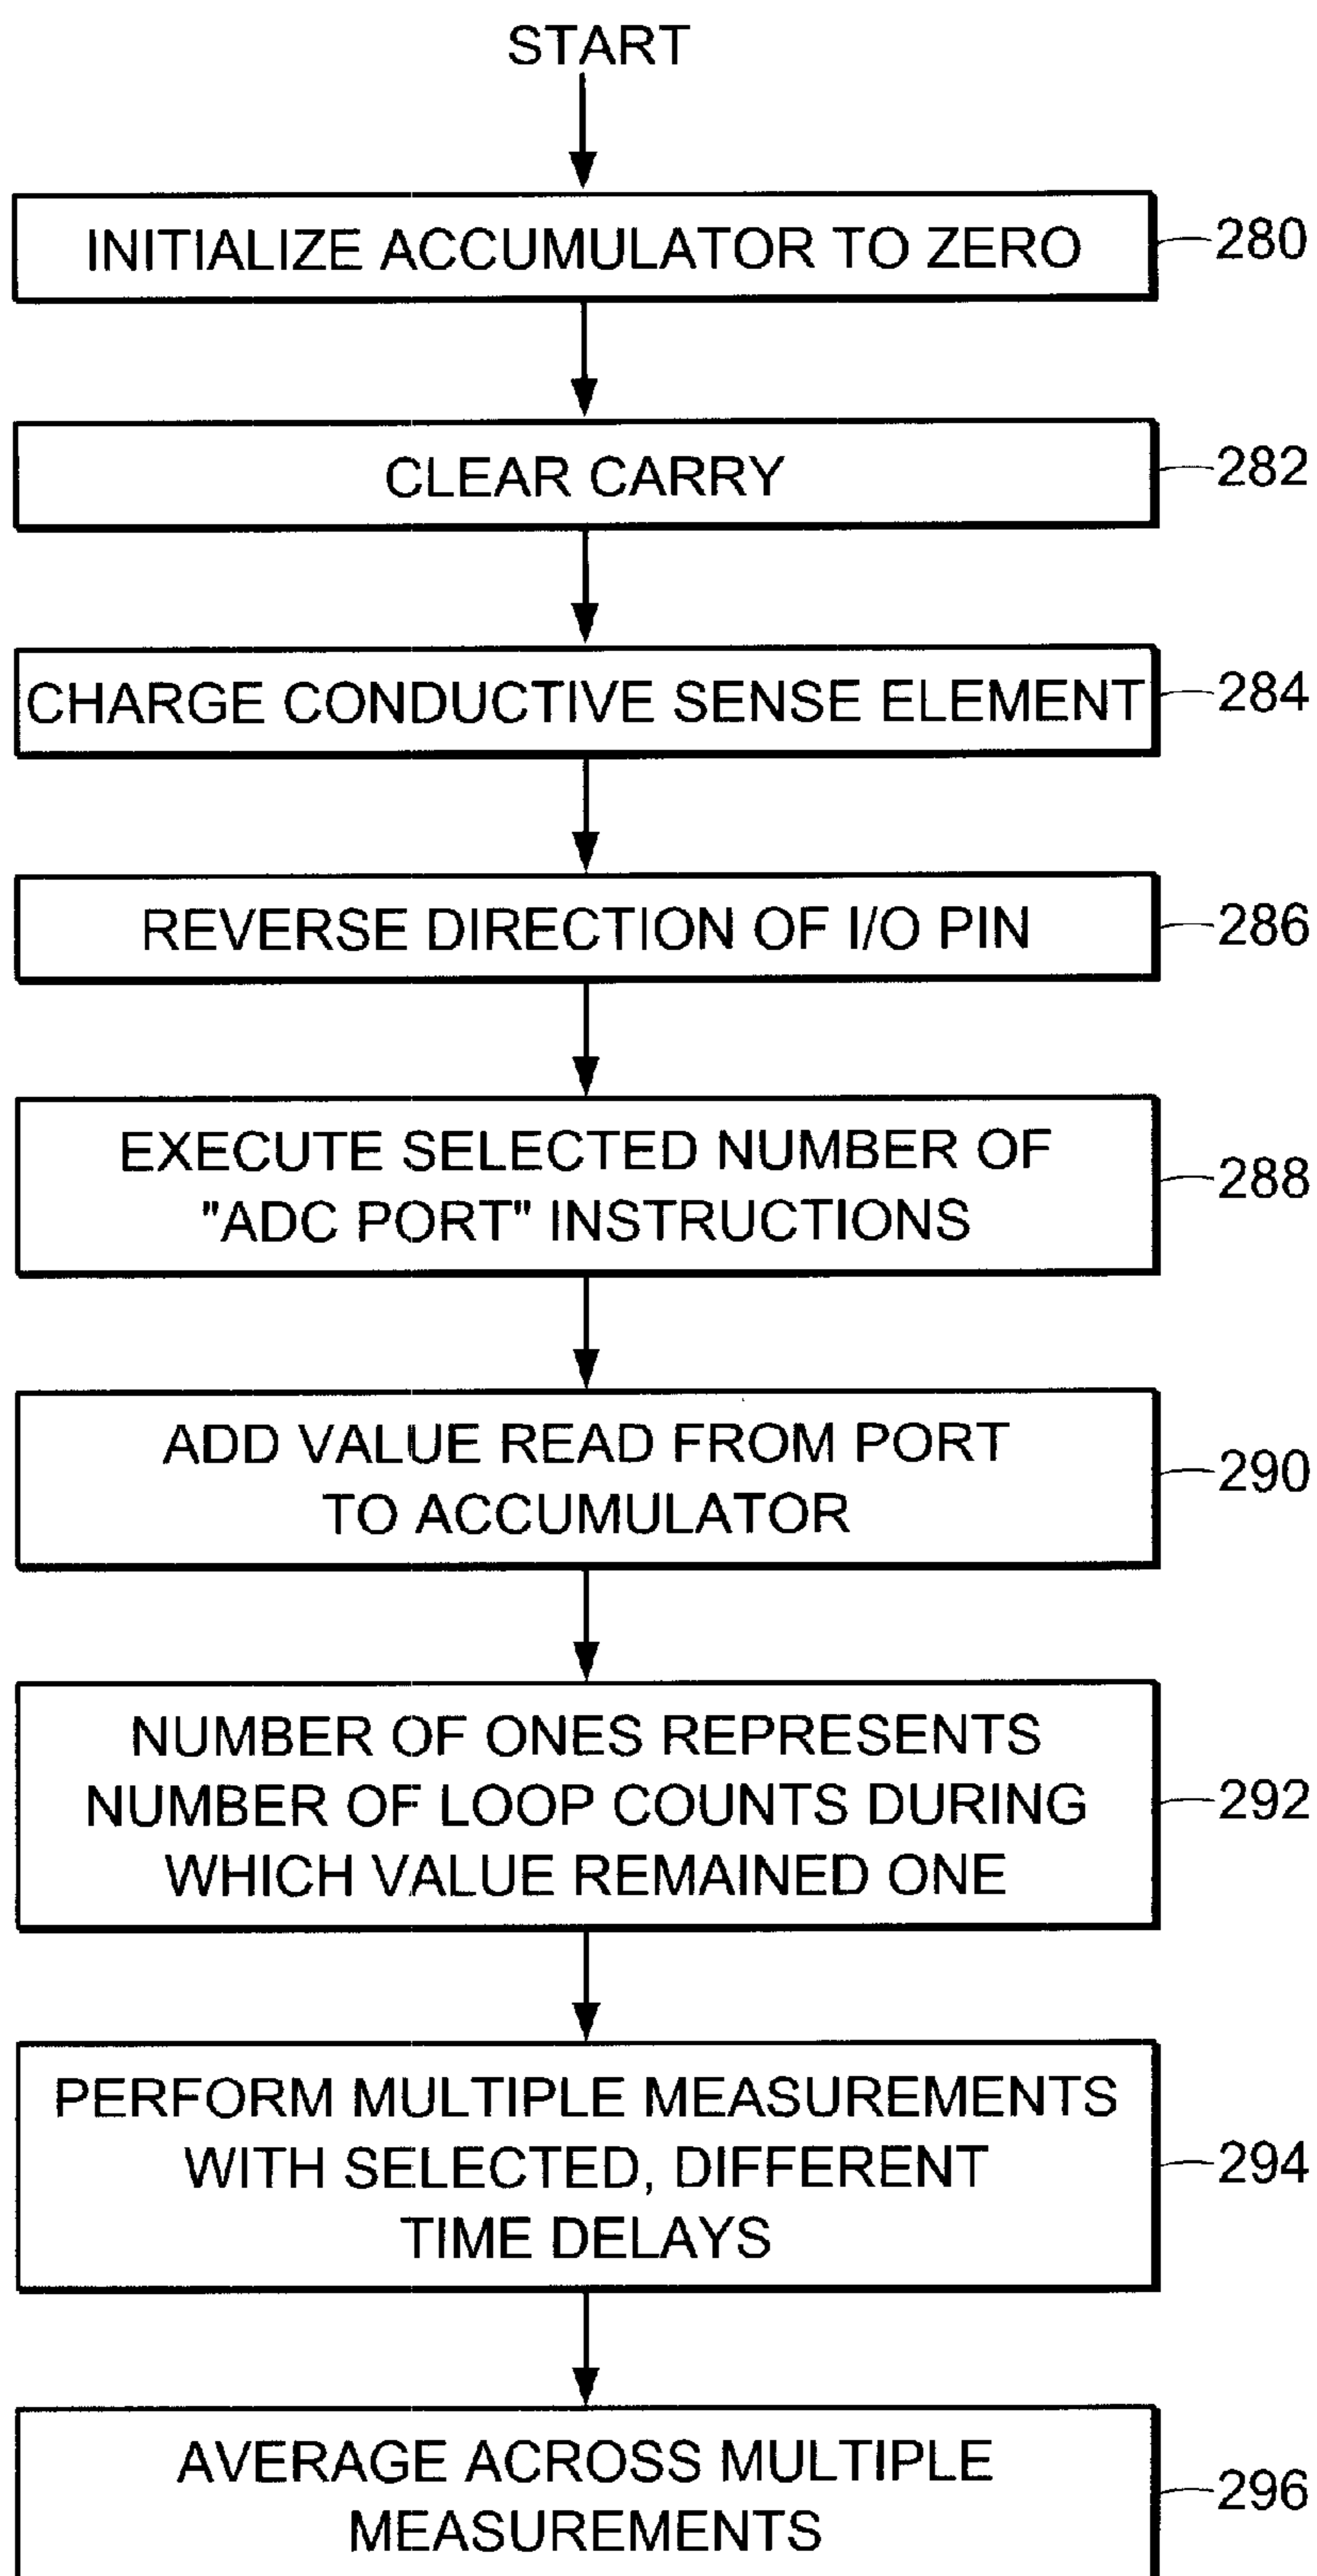 START
INITIALIZE ACCUMULATOR TO ZERO
280
CLEAR CARRY
282
CHARGE CONDUCTIVE SENSE ELEMENT
284
REVERSE DIRECTION OF I/O PIN
286
EXECUTE SELECTED NUMBER OF
"ADC PORT" INSTRUCTIONS
288
ADD VALUE READ FROM PORT
TO ACCUMULATOR
290
NUMBER OF ONES REPRESENTS
NUMBER OF LOOP COUNTS DURING
WHICH VALUE REMAINED ONE
292
PERFORM MULTIPLE MEASUREMENTS
WITH SELECTED, DIFFERENT
TIME DELAYS
294
AVERAGE ACROSS MULTIPLE
MEASUREMENTS
296